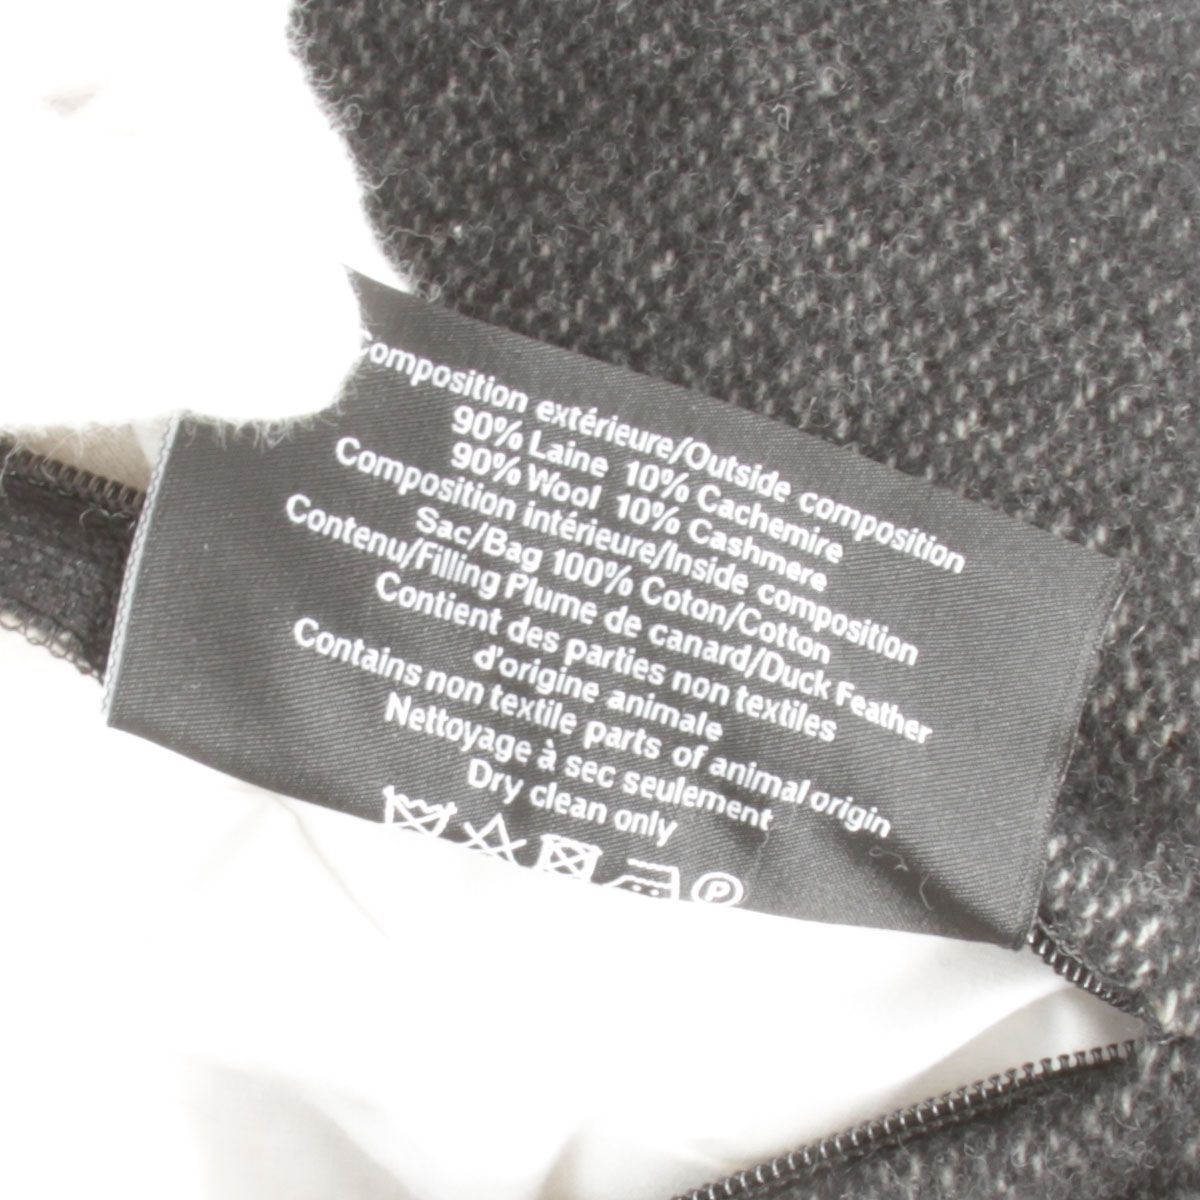 Composition extérieure/Outside composition
90% Laine 10% Cachemire
90% Wool 10% Cashmere
Composition intérieure/Inside composition
Sac/Bag 100% Coton/Cotton
Contenu/Filling Plume de canard/Duck Feather
Contient des parties non textiles
d'origine animale
Contains non textile parts of animal origin
Nettoyage à sec seulement
Dry clean only
P